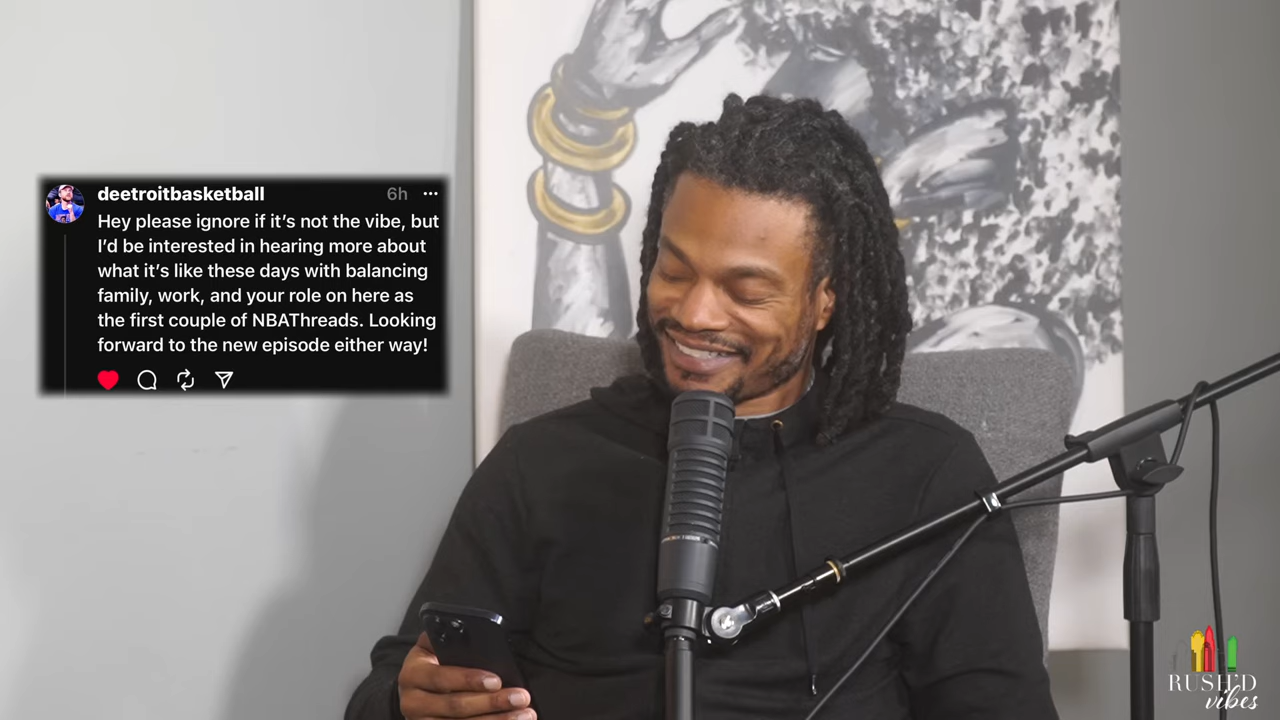 deetroitbasketball 6h
Hey please ignore if it's not the vibe, but
I'd be interested in hearing more about
what it's like these days with balancing
family, work, and your role on here as
the first couple of NBAThreads. Looking
forward to the new episode either way!
RUSH'D
vibes